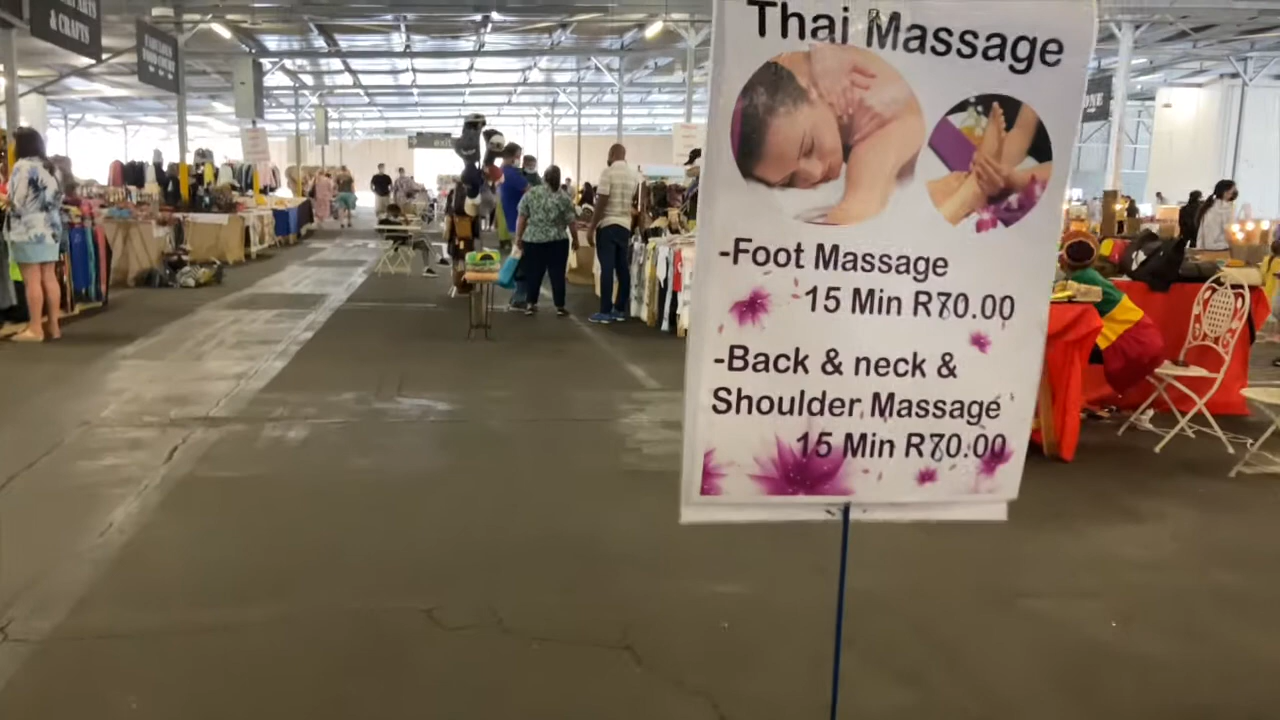 Thai Massage
-Foot Massage
15 Min R70.00
-Back & neck &
Shoulder Massage
15 Min R70.00
& CRAFTS